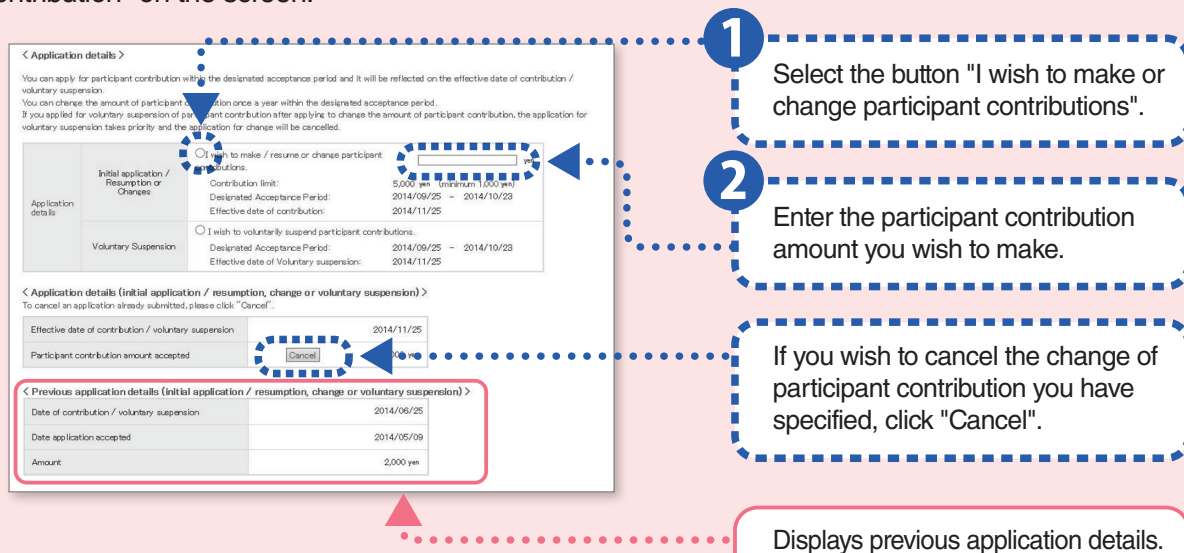 ontribution" on the screen.
< Application details >
You can apply for participant contribution within the designated acceptance period and it will be reflected on the effective date of contribution /
voluntary suspension.
You can change the amount of participant contribution once a year within the designated acceptance period.
If you applied for voluntary suspension of participant contribution after applying to change the amount of participant contribution, the application for
voluntary suspension takes priority and the application for change will be cancelled.
Application
details
Initial application /
Resumption or
Changes
I wish to make / resume or change participant
contributions.
yen
Contribution limit: 5,000 yen (minimum 1,000 yen)
Designated Acceptance Period: 2014/09/25 – 2014/10/23
Effective date of contribution: 2014/11/25
Voluntary Suspension
I wish to voluntarily suspend participant contributions.
Designated Acceptance Period: 2014/09/25 – 2014/10/23
Effective date of Voluntary suspension: 2014/11/25
< Application details (initial application / resumption, change or voluntary suspension) >
To cancel an application already submitted, please click "Cancel".
Effective date of contribution / voluntary suspension 2014/11/25
Participant contribution amount accepted Cancel yen
< Previous application details (initial application / resumption, change or voluntary suspension) >
Date of contribution / voluntary suspension 2014/06/25
Date application accepted 2014/05/09
Amount 2,000 yen
1
Select the button "I wish to make or
change participant contributions".
2
Enter the participant contribution
amount you wish to make.
If you wish to cancel the change of
participant contribution you have
specified, click "Cancel".
Displays previous application details.